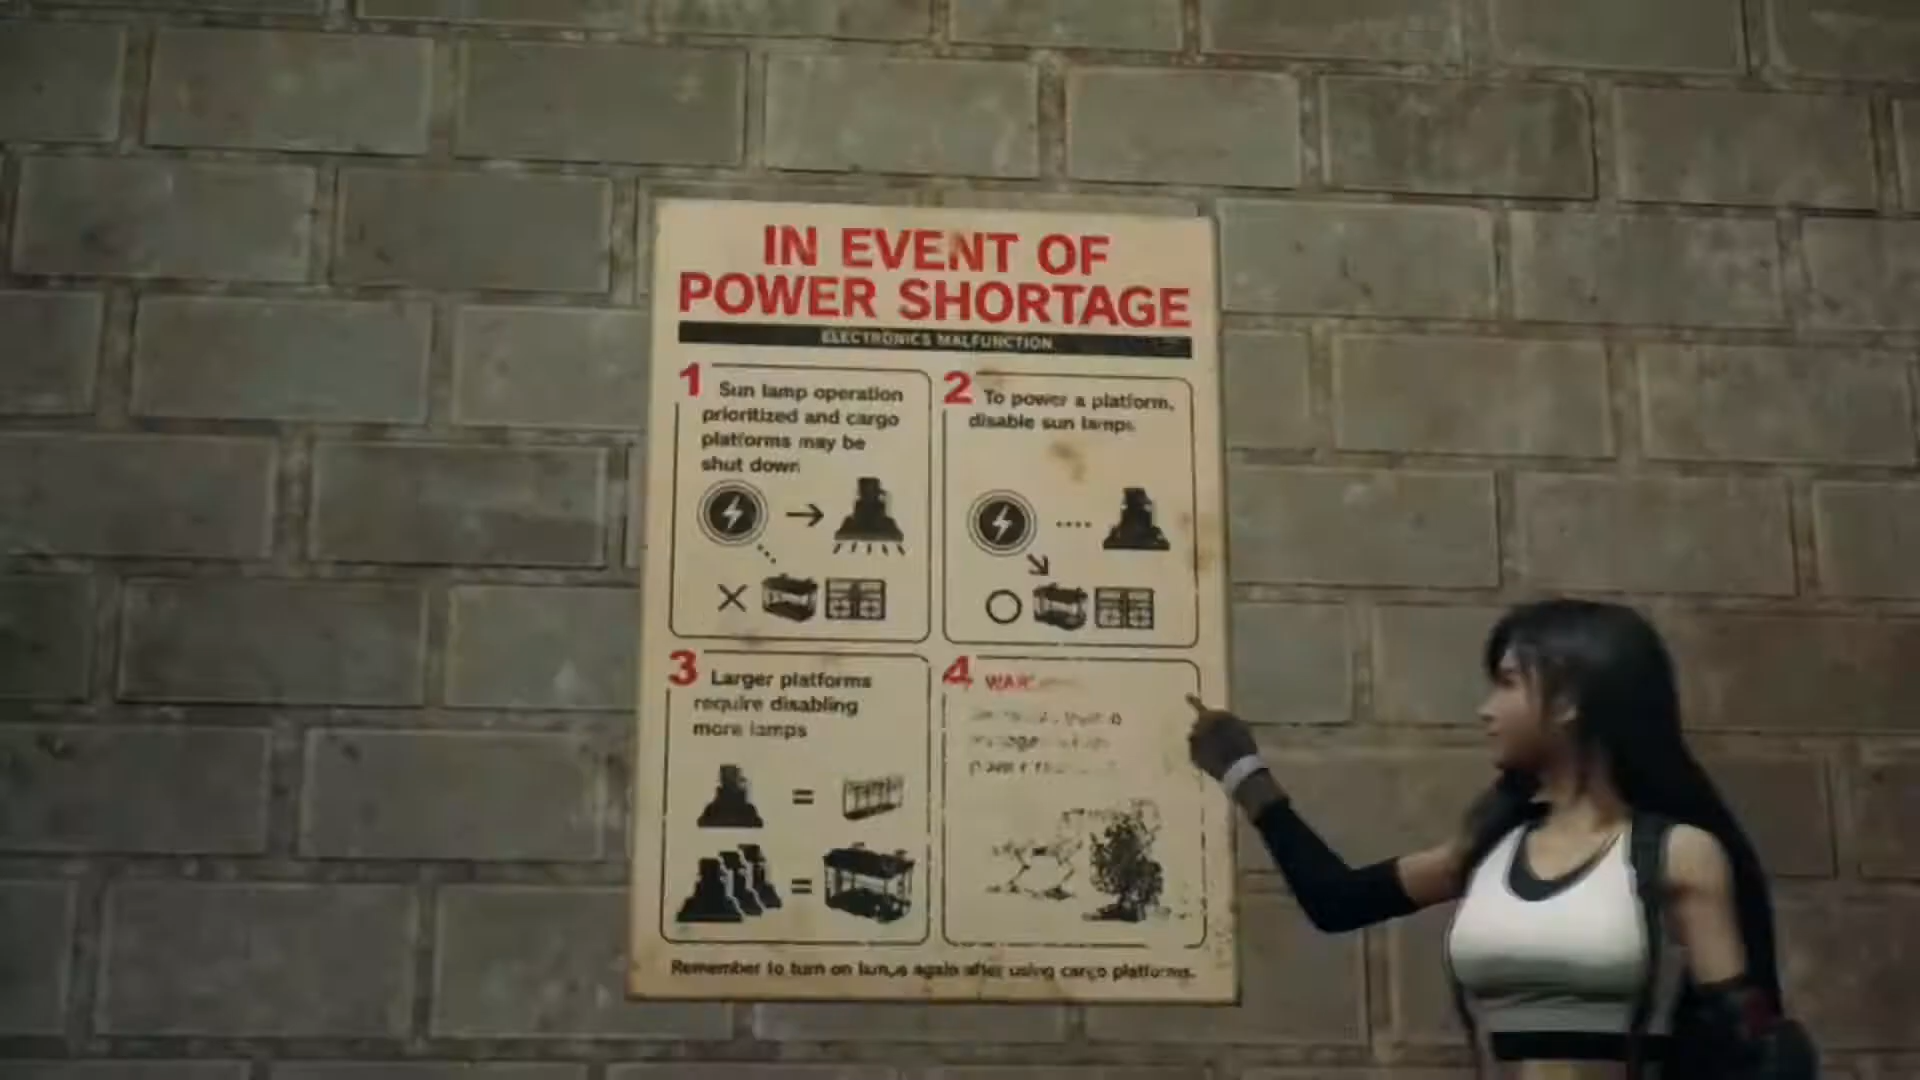 IN EVENT OF
POWER SHORTAGE
ELECTRONICS MALFUNCTION
1 Sun lamp operation
prioritized and cargo
platforms may be
shut down
2 To power a platform,
disable sun lamps
3 Larger platforms
require disabling
more lamps
=
=
4
Remember to turn on lamps again after using cargo platforms.